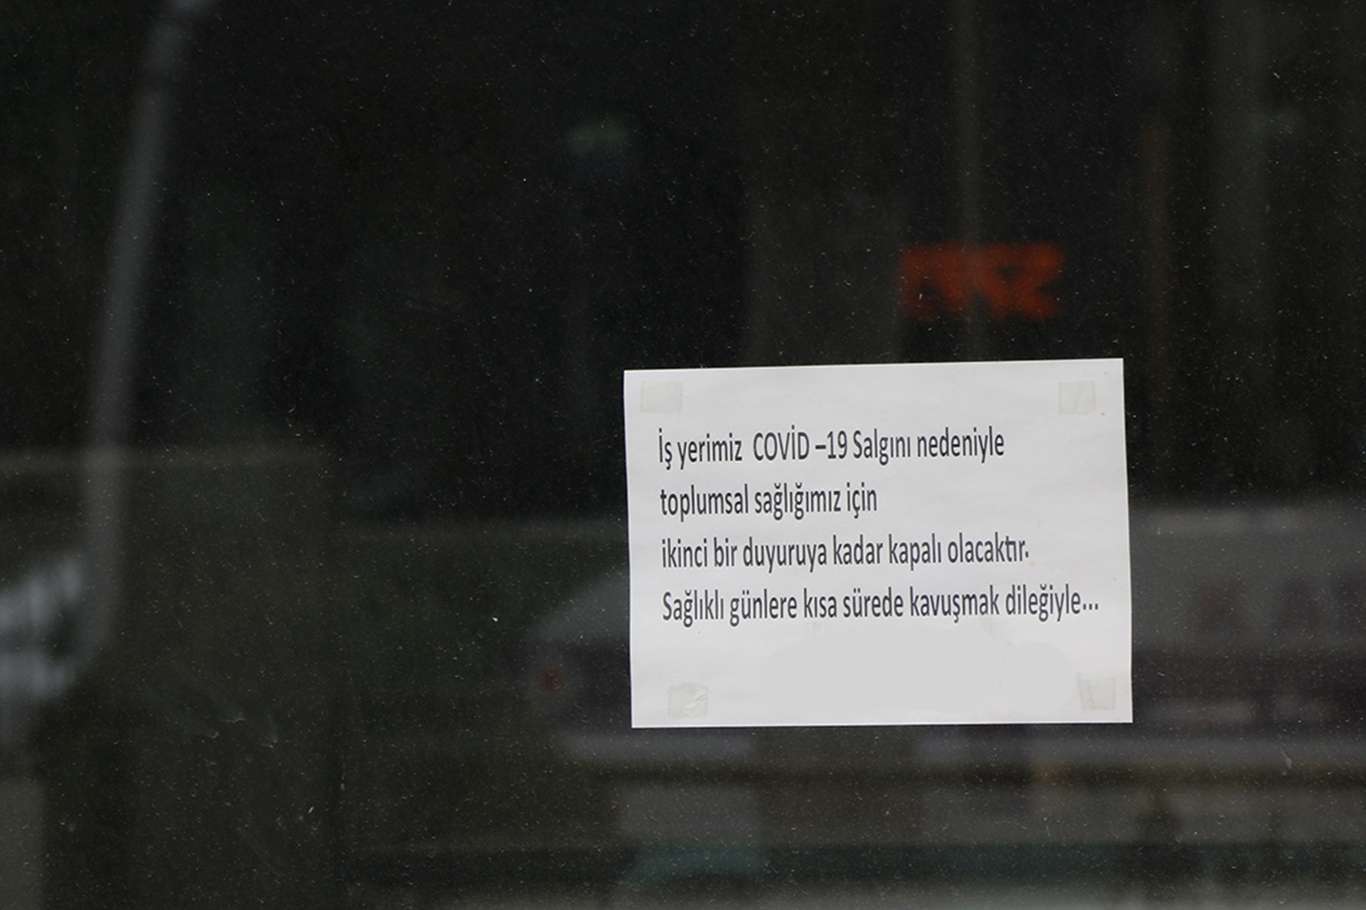 İş yerimiz COVİD –19 Salgını nedeniyle
toplumsal sağlığımız için
ikinci bir duyuruya kadar kapalı olacaktır.
Sağlıklı günlere kısa sürede kavuşmak dileğiyle...